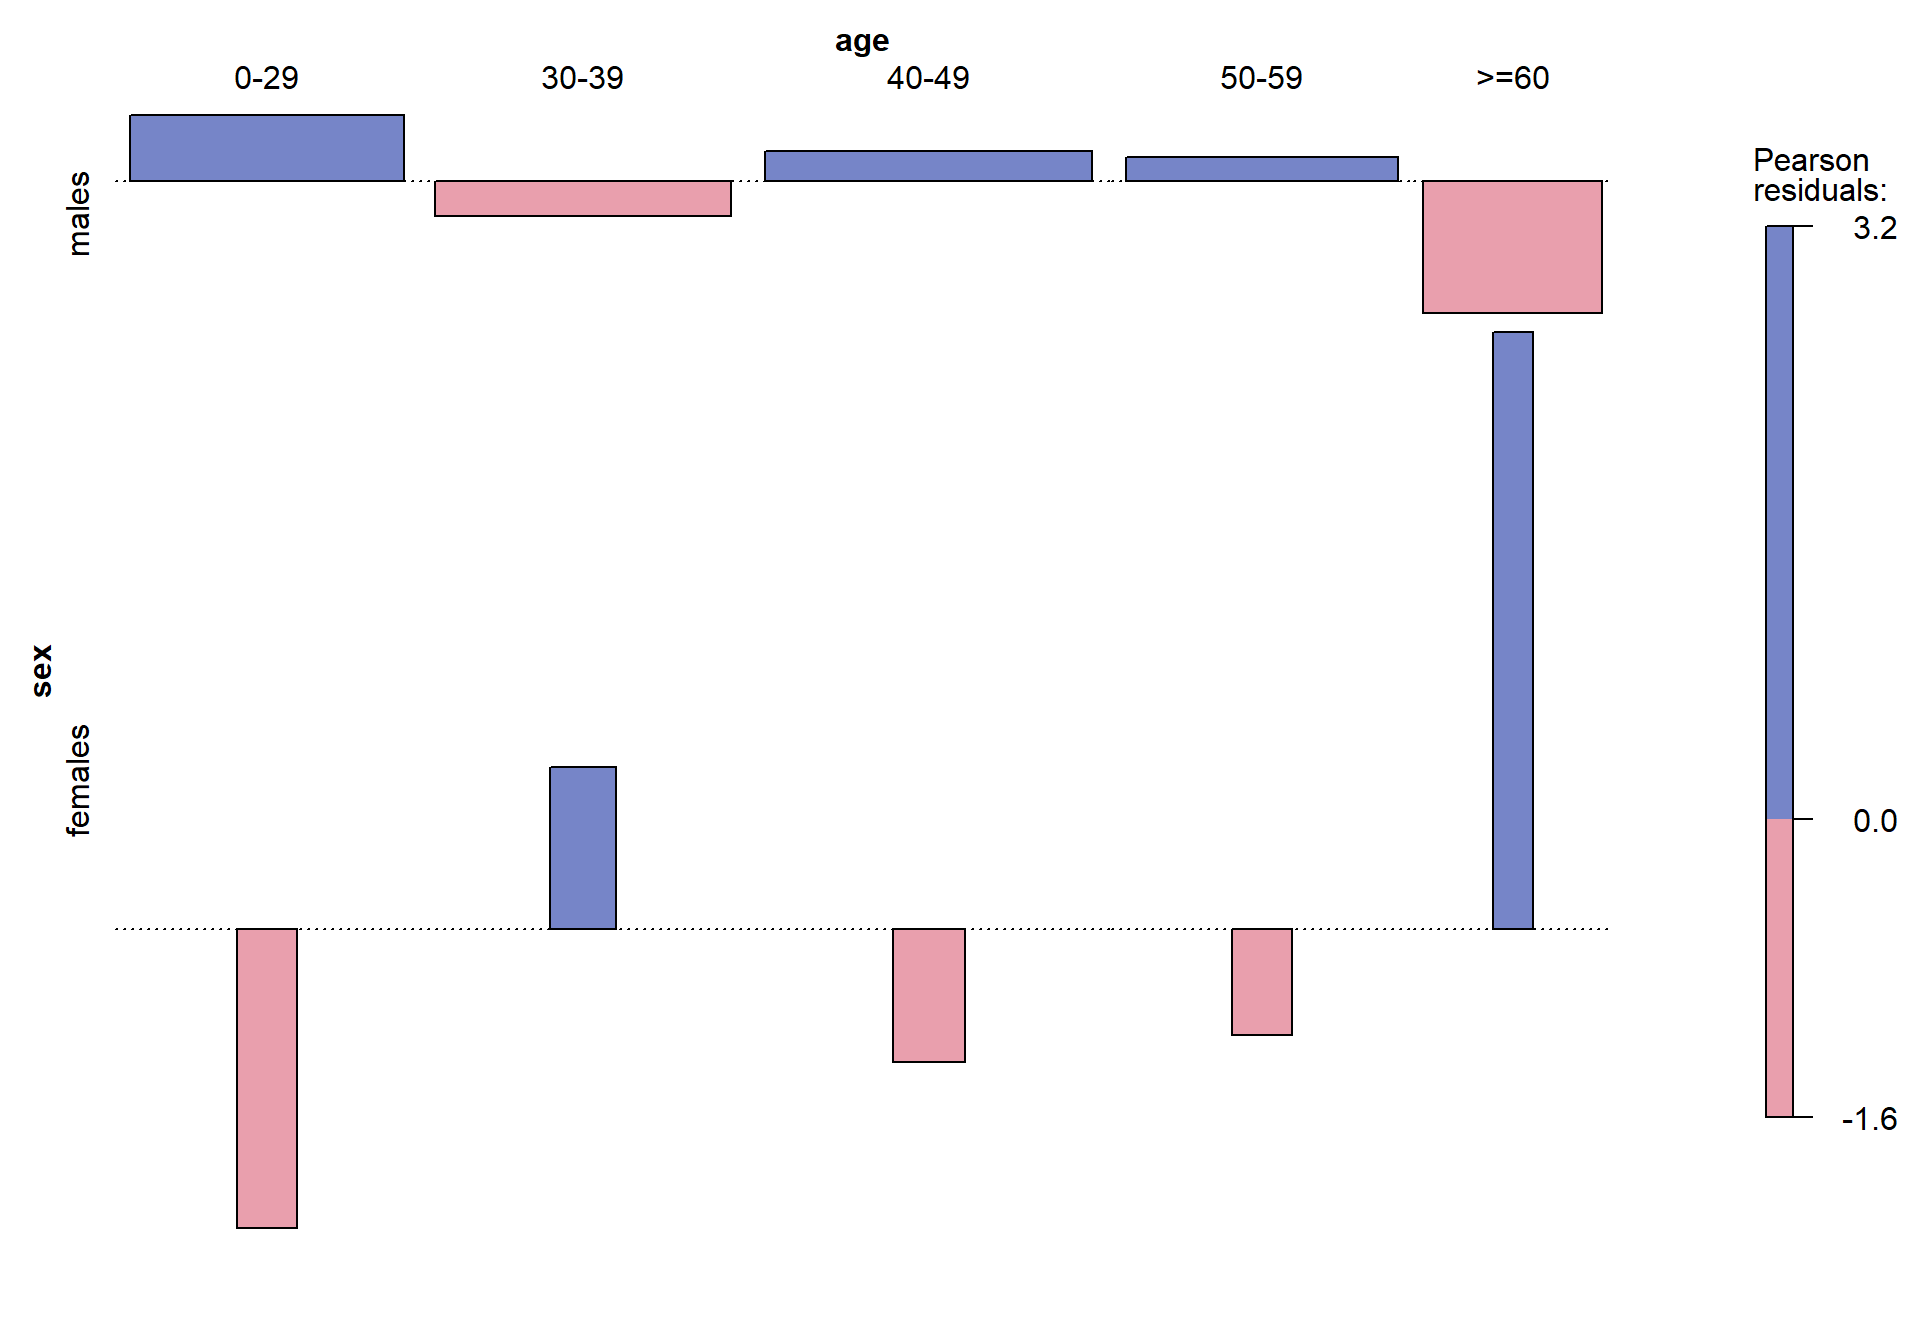 age
0-29 30-39 40-49 50-59 >=60
males
sex
females
Pearson
residuals:
3.2
0.0
-1.6